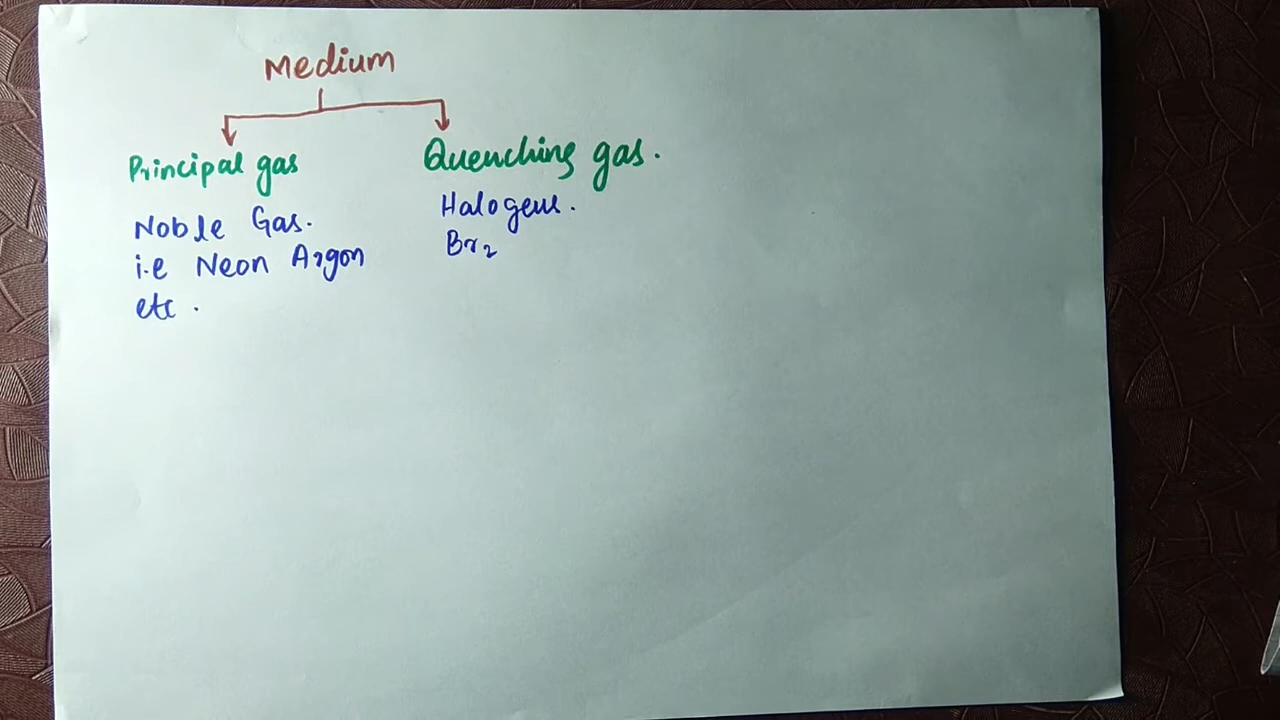 Medium
Principal gas
Quenching gas.
Noble Gas.
i.e Neon Argon
etc.
Halogens.
Br₂